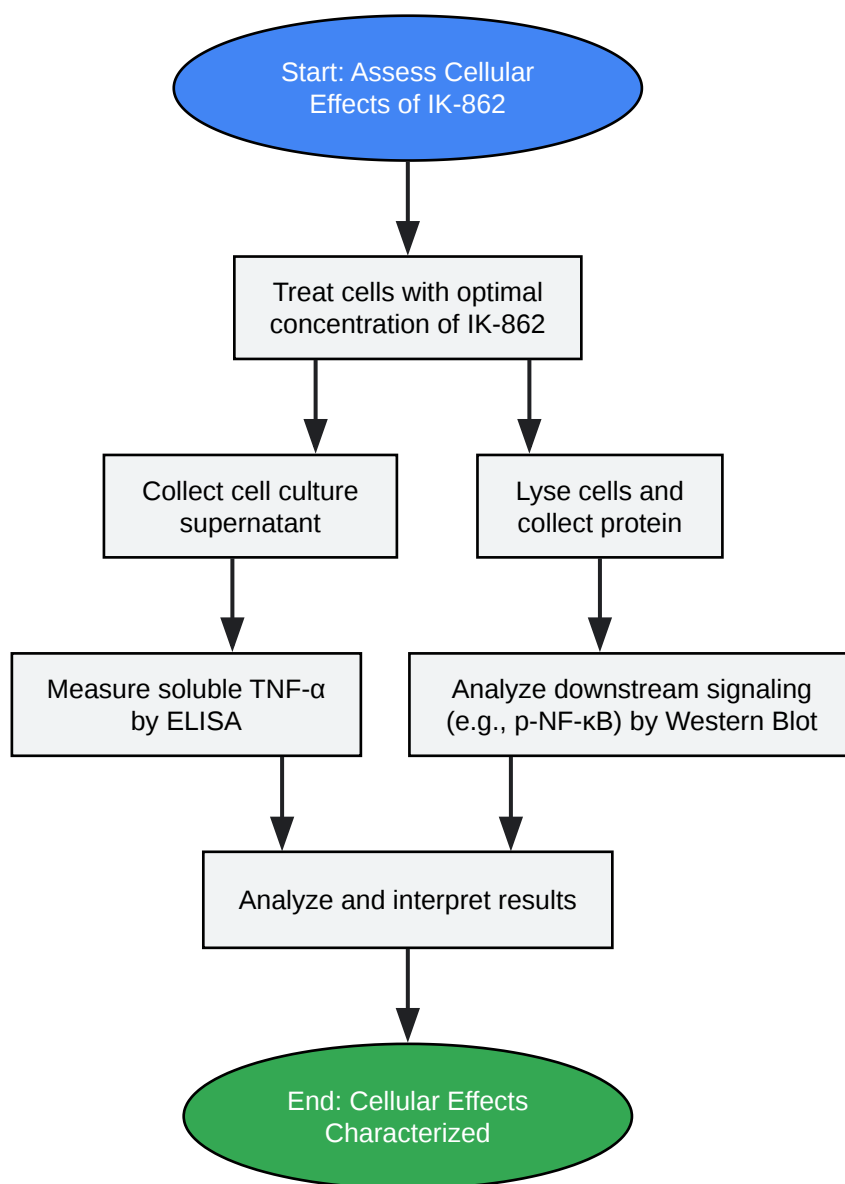 Start: Assess Cellular
Effects of IK-862
Treat cells with optimal
concentration of IK-862
Collect cell culture
supernatant
Lyse cells and
collect protein
Measure soluble TNF-α
by ELISA
Analyze downstream signaling
(e.g., p-NF-κB) by Western Blot
Analyze and interpret results
End: Cellular Effects
Characterized